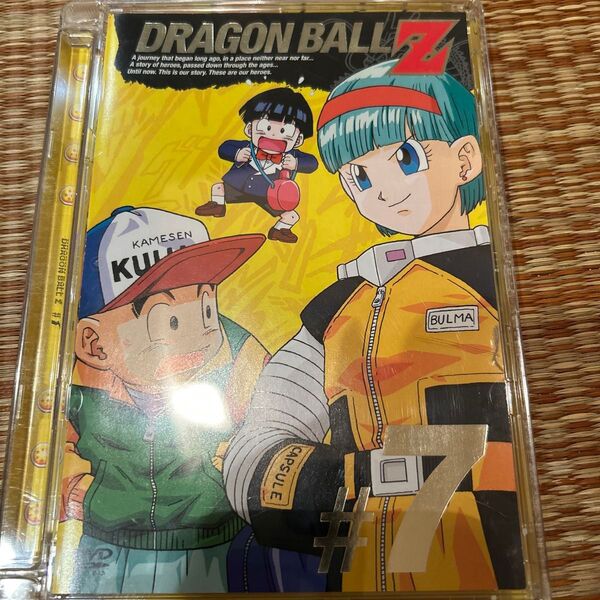 DRAGON BALL Z
A journey that began long ago, in a place neither near nor far...
A story of heroes, passed down through the ages...
Until now. This is our story. These are our heroes.
KAMESEN
BULMA
CAPSULE
#7
DRAGON BALL Z #7